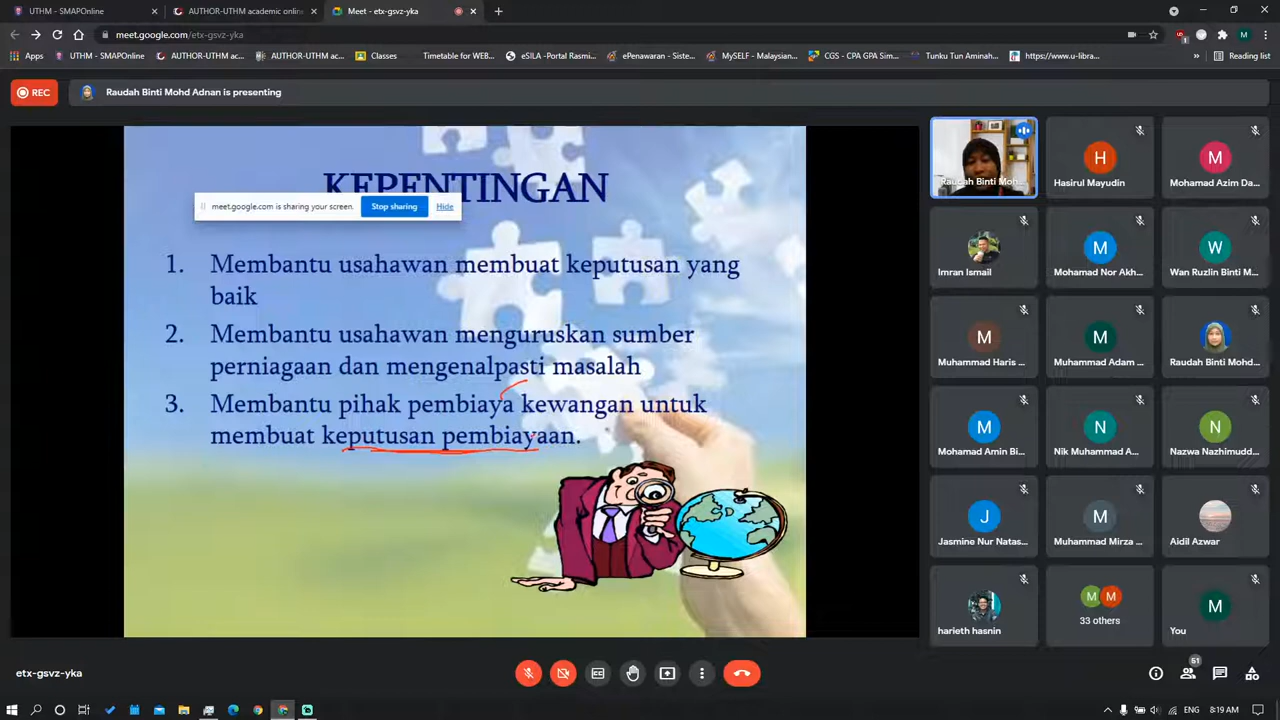 UTHM - SMAPOnline
AUTHOR-UTHM academic onlin
Meet - etx-gsvz-yka
meet.google.com/etx-gsvz-yka
Apps
UTHM - SMAPOnline
AUTHOR-UTHM ac...
AUTHOR-UTHM ac...
Classes
Timetable for WEB...
eSILA -Portal Rasmi...
ePenawaran - Siste...
MySELF - Malaysian...
CGS - CPA GPA Sim...
Tunku Tun Aminah...
https://www.u-libra...
Reading list
REC
Raudah Binti Mohd Adnan is presenting
KEPENTINGAN
meet.google.com is sharing your screen.
Stop sharing
Hide
1. Membantu usahawan membuat keputusan yang
baik
2. Membantu usahawan menguruskan sumber
perniagaan dan mengenalpasti masalah
3. Membantu pihak pembiaya kewangan untuk
membuat keputusan pembiayaan.
Raudah Binti Moh...
H
Hasirul Mayudin
M
Mohamad Azim Da...
Imran Ismail
M
Mohamad Nor Akh...
W
Wan Ruzlin Binti M...
M
Muhammad Haris ...
M
Muhammad Adam ...
Raudah Binti Mohd...
M
Mohamad Amin Bi...
N
Nik Muhammad A...
N
Nazwa Nazhimudd...
J
Jasmine Nur Natas...
M
Muhammad Mirza ...
Aidil Azwar
harieth hasnin
M M
33 others
M
You
etx-gsvz-yka
51
ENG
8:19 AM